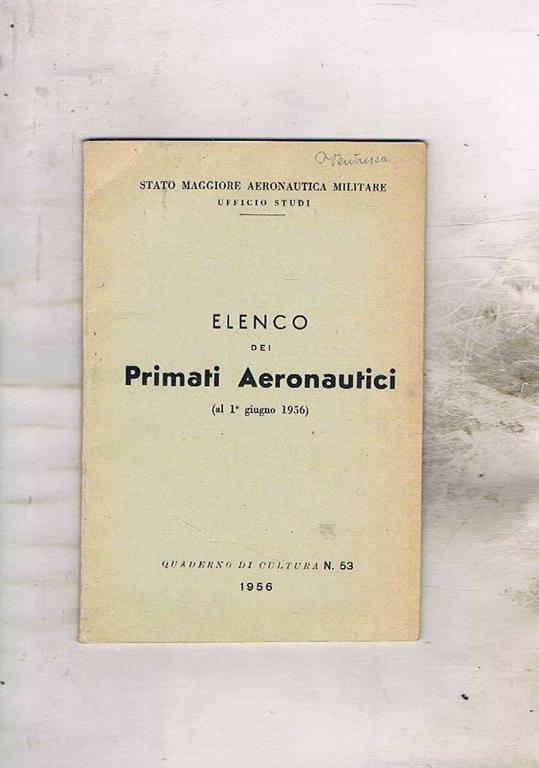 STATO MAGGIORE AERONAUTICA MILITARE
UFFICIO STUDI
ELENCO
DEI
Primati Aeronautici
(al 1° giugno 1956)
QUADERNO DI CULTURA N. 53
1956